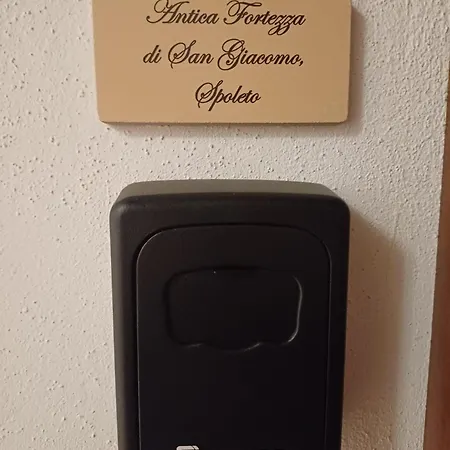 Antica Fortezza
di San Giacomo,
Spoleto